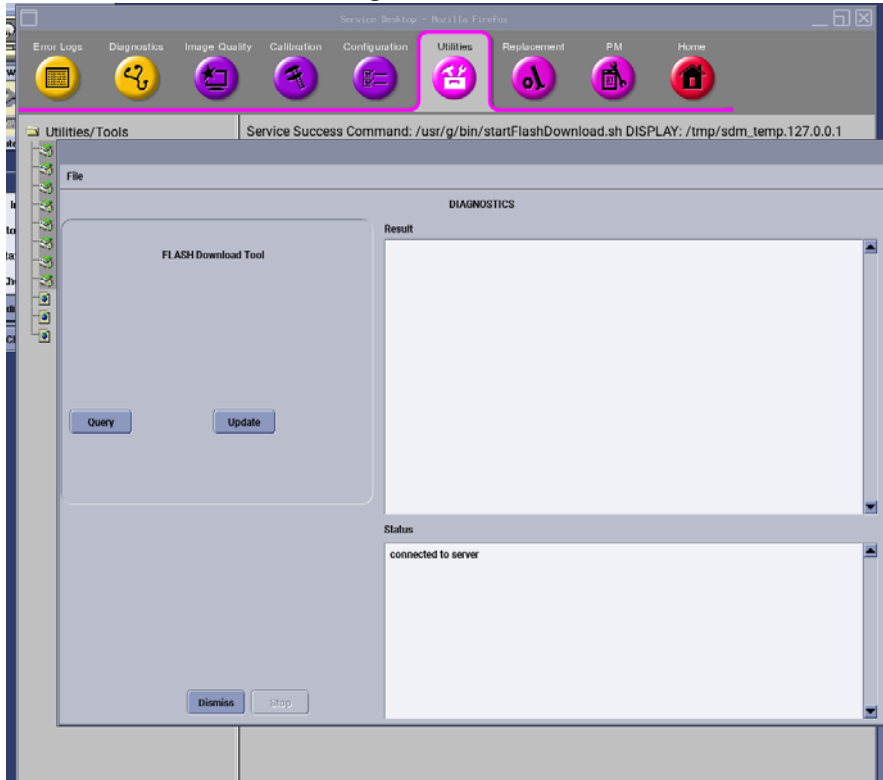 Service Desktop - Mozilla Firefox
Error Logs Diagnostics Image Quality Calibration Configuration Utilities Replacement PM Home
Utilities/Tools
Service Success Command: /usr/g/bin/startFlashDownload.sh DISPLAY: /tmp/sdm_temp.127.0.0.1
File
DIAGNOSTICS
FLASH Download Tool
Result
Query Update
Status
connected to server
Dismiss Stop